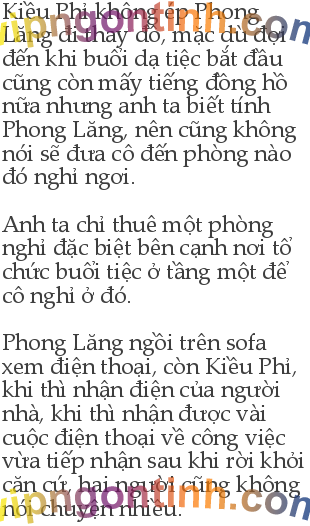 Kiều Phỉ không ép Phong
Lăng đi thay đồ, mặc dù đợi
đến khi buổi dạ tiệc bắt đầu
cũng còn mấy tiếng đồng hồ
nữa nhưng anh ta biết tính
Phong Lăng, nên cũng không
nói sẽ đưa cô đến phòng nào
đó nghỉ ngơi.

Anh ta chỉ thuê một phòng
nghỉ đặc biệt bên cạnh nơi tổ
chức buổi tiệc ở tầng một để
cô nghỉ ở đó.

Phong Lăng ngồi trên sofa
xem điện thoại, còn Kiều Phỉ,
khi thì nhận điện của người
nhà, khi thì nhận được vài
cuộc điện thoại về công việc
vừa tiếp nhận sau khi rời khỏi
căn cứ, hai người cũng không
nói chuyện nhiều.
vipngontinh.com
vipngontinh.com